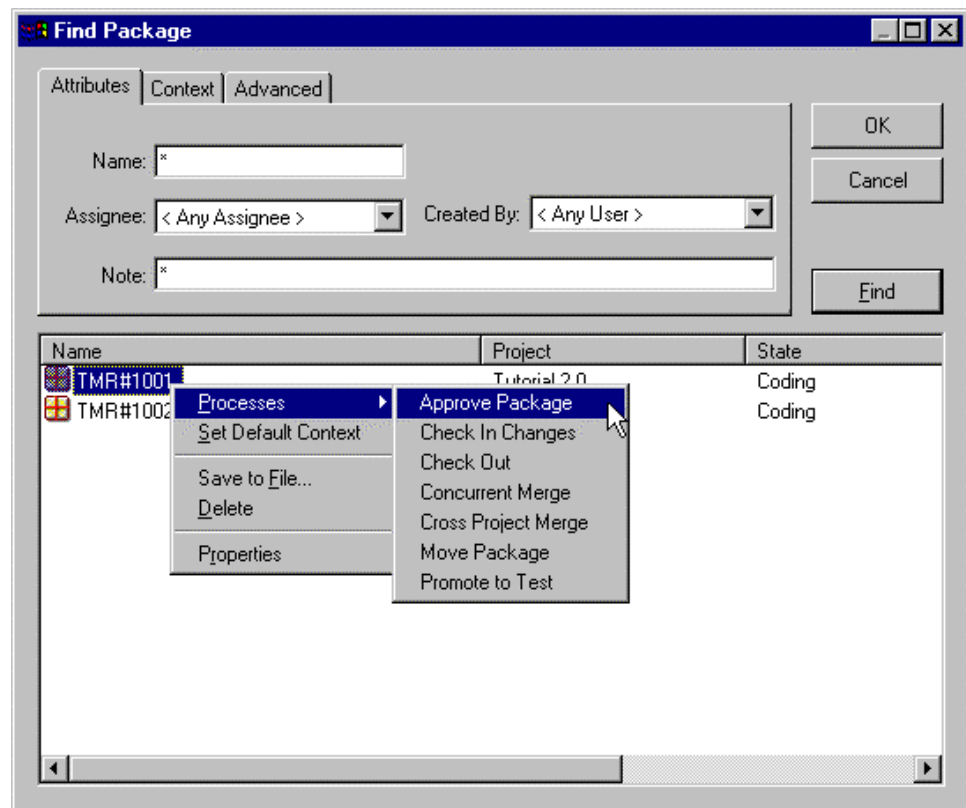 Find Package
Attributes Context Advanced
OK
Name: *
Cancel
Assignee: < Any Assignee > Created By: < Any User >
Note: *
Find
Name Project State
TMR#1001 Tutorial 2.0 Coding
TMR#1002 Coding
Processes
Set Default Context
Save to File...
Delete
Properties
Approve Package
Check In Changes
Check Out
Concurrent Merge
Cross Project Merge
Move Package
Promote to Test